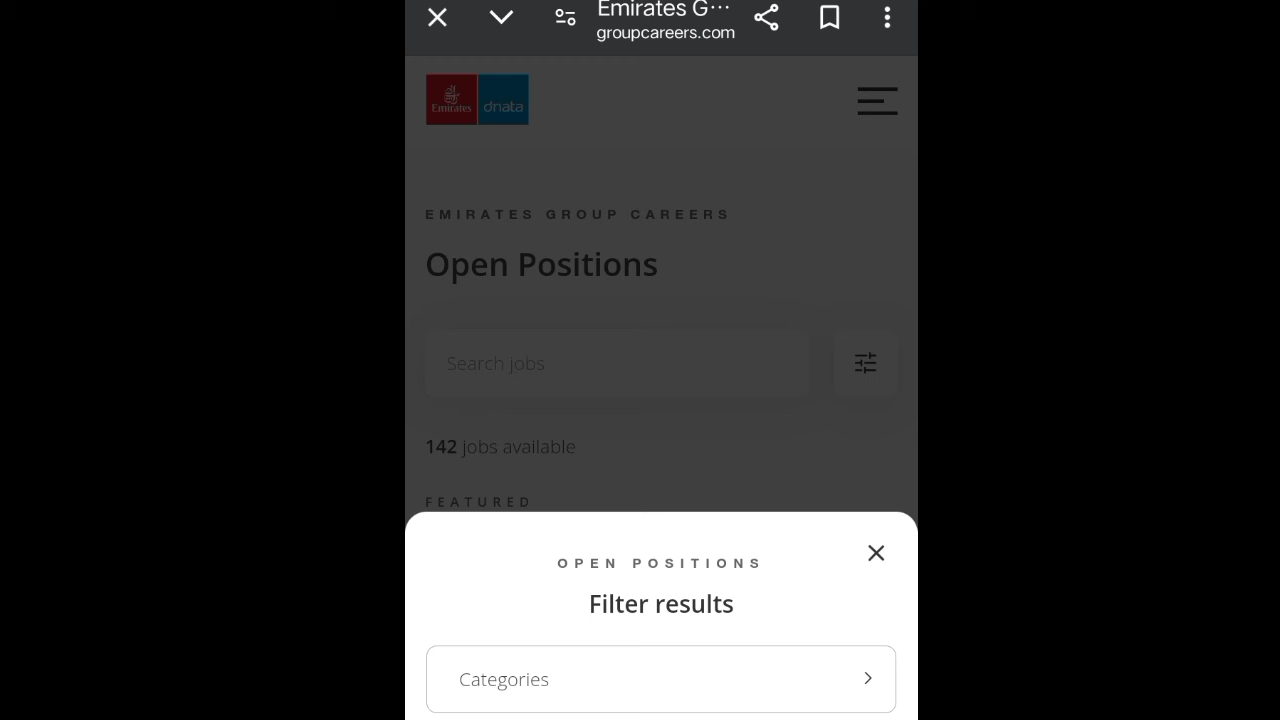 Emirates G...
groupcareers.com
Emirates dnata
EMIRATES GROUP CAREERS
Open Positions
Search jobs
142 jobs available
FEATURED
OPEN POSITIONS
Filter results
Categories